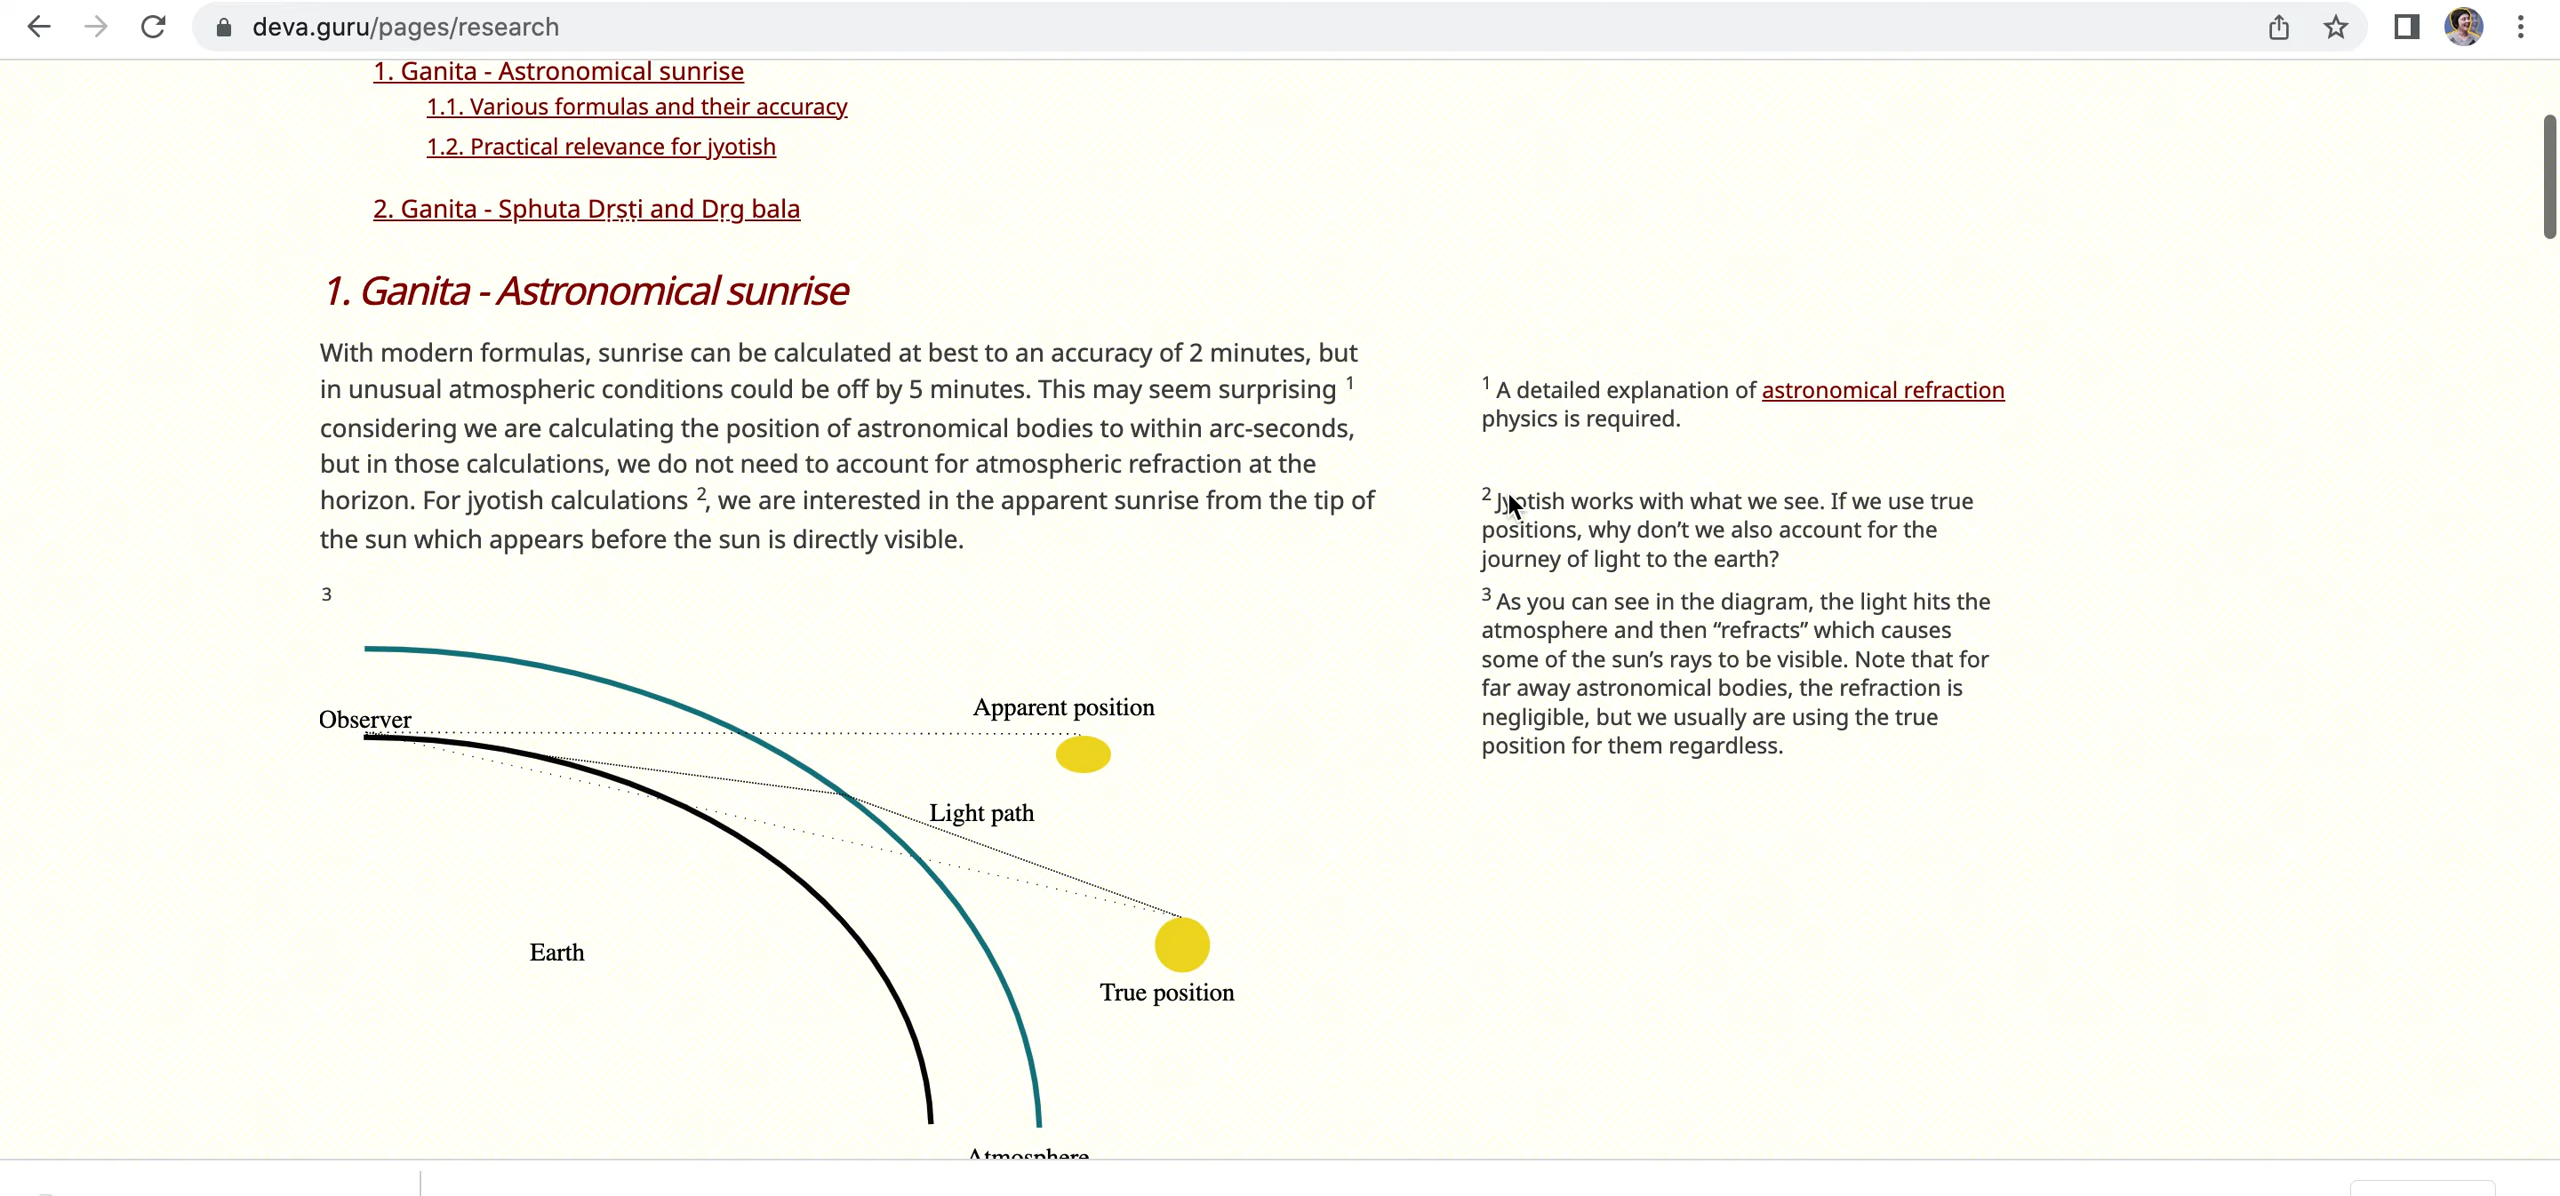 deva.guru/pages/research
1. Ganita - Astronomical sunrise
1.1. Various formulas and their accuracy
1.2. Practical relevance for jyotish
2. Ganita - Sphuta Dṛṣṭi and Dṛg bala
1. Ganita - Astronomical sunrise
With modern formulas, sunrise can be calculated at best to an accuracy of 2 minutes, but
in unusual atmospheric conditions could be off by 5 minutes. This may seem surprising 1
considering we are calculating the position of astronomical bodies to within arc-seconds,
but in those calculations, we do not need to account for atmospheric refraction at the
horizon. For jyotish calculations 2, we are interested in the apparent sunrise from the tip of
the sun which appears before the sun is directly visible.
1 A detailed explanation of astronomical refraction
physics is required.
2 Jyotish works with what we see. If we use true
positions, why don't we also account for the
journey of light to the earth?
3 As you can see in the diagram, the light hits the
atmosphere and then “refracts” which causes
some of the sun's rays to be visible. Note that for
far away astronomical bodies, the refraction is
negligible, but we usually are using the true
position for them regardless.
3
Observer
Apparent position
Light path
Earth
True position
Atmosphere